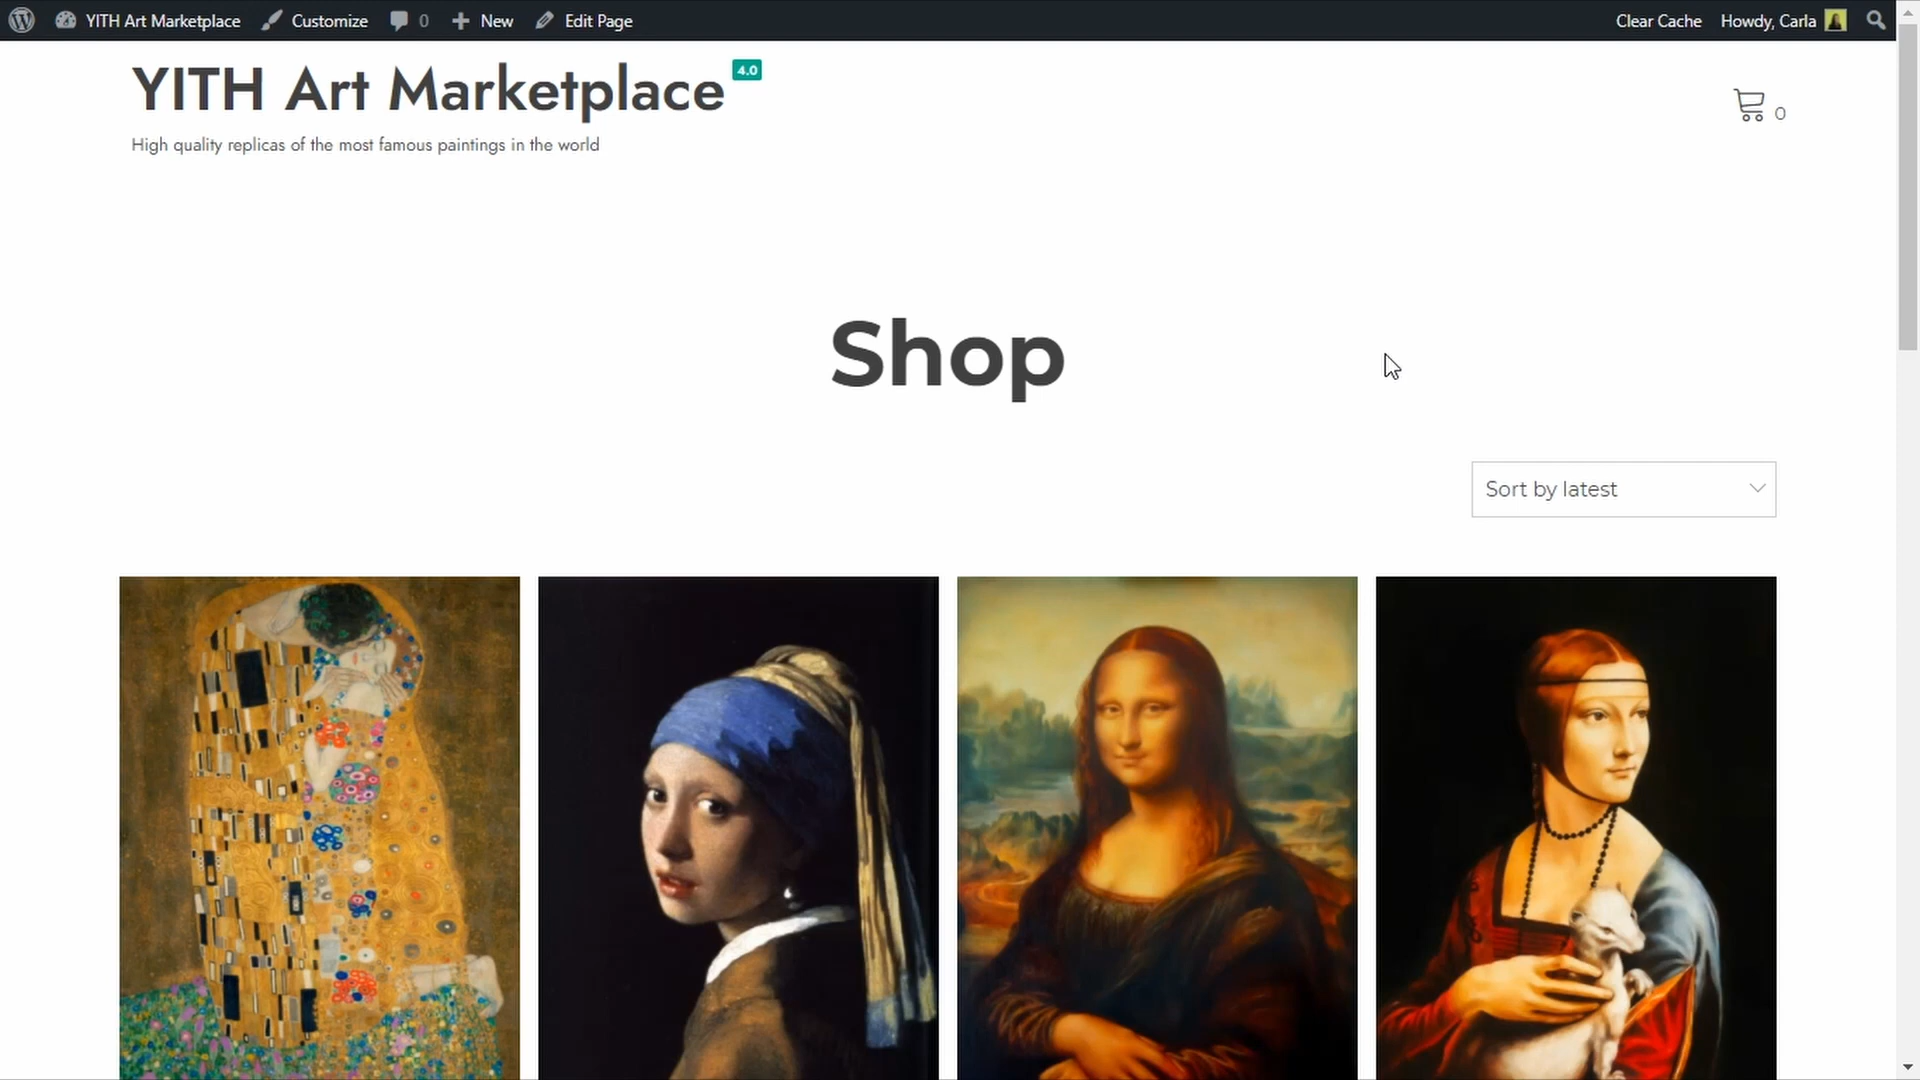 YITH Art Marketplace
Customize
0
New
Edit Page
Clear Cache
Howdy, Carla
YITH Art Marketplace
4.0
High quality replicas of the most famous paintings in the world
0
Shop
Sort by latest